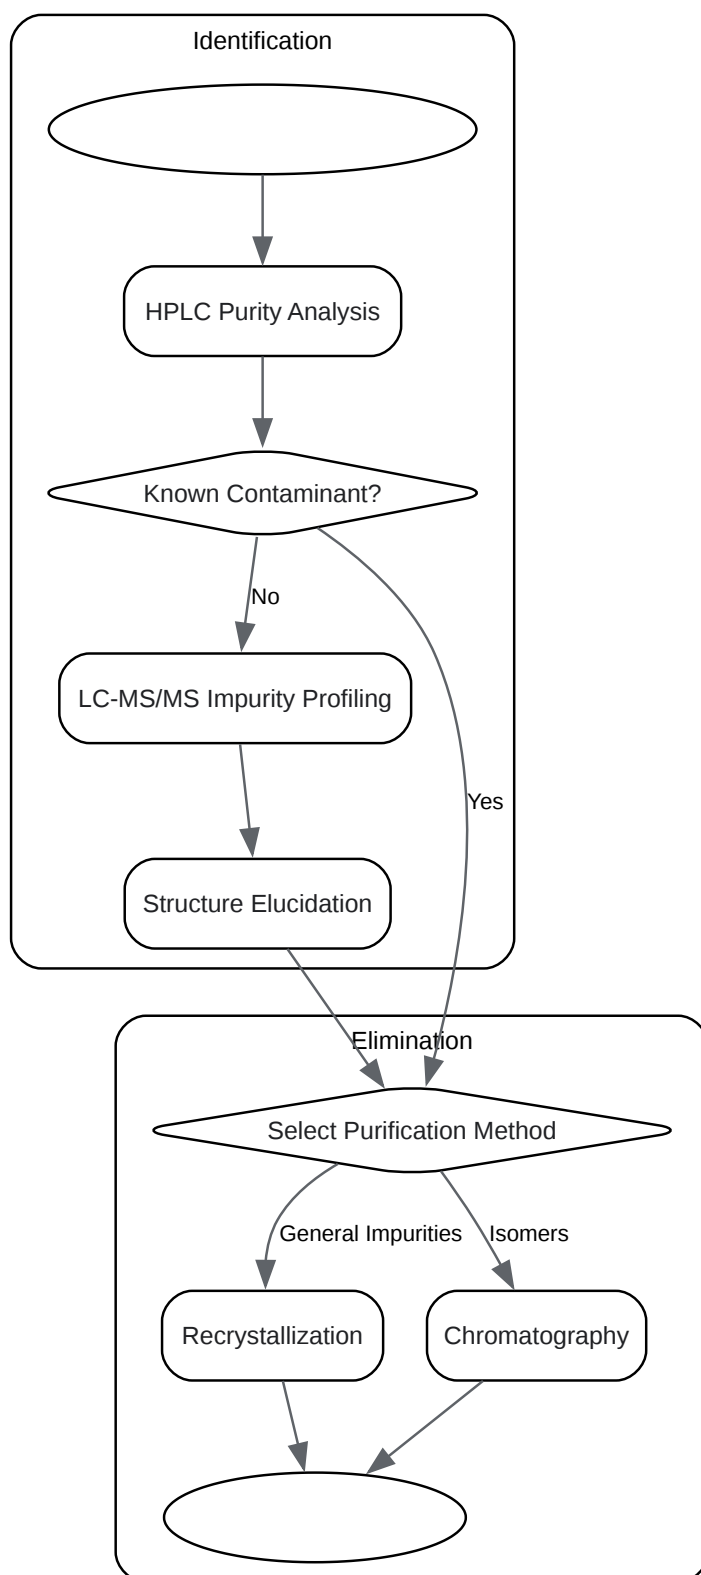 Identification
HPLC Purity Analysis
Known Contaminant?
No
LC-MS/MS Impurity Profiling
Yes
Structure Elucidation
Elimination
Select Purification Method
General Impurities
Isomers
Recrystallization
Chromatography